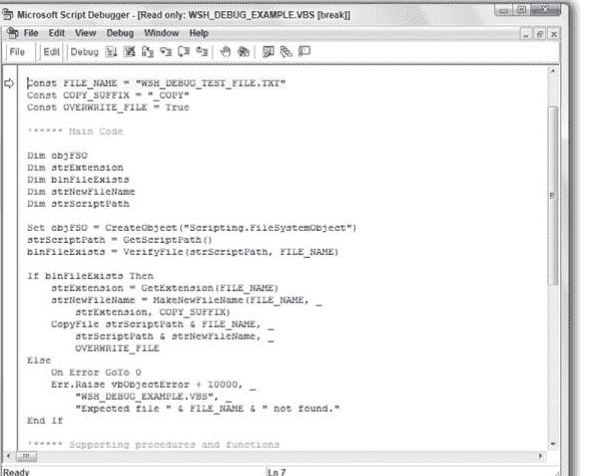 Microsoft Script Debugger - [Read only: WSH_DEBUG_EXAMPLE.VBS [break]]
File Edit View Debug Window Help
File Edit Debug
Const FILE_NAME = "WSH_DEBUG_TEST_FILE.TXT"
Const COPY_SUFFIX = "_COPY"
Const OVERWRITE_FILE = True
'***** Main Code
Dim objFSO
Dim strExtension
Dim blnFileExists
Dim strNewFileName
Dim strScriptPath
Set objFSO = CreateObject("Scripting.FileSystemObject")
strScriptPath = GetScriptPath()
blnFileExists = VerifyFile(strScriptPath, FILE_NAME)
If blnFileExists Then
    strExtension = GetExtension(FILE_NAME)
    strNewFileName = MakeNewFileName(FILE_NAME, _
        strExtension, COPY_SUFFIX)
    CopyFile strScriptPath & FILE_NAME, _
        strScriptPath & strNewFileName, _
        OVERWRITE_FILE
Else
    On Error GoTo 0
    Err.Raise vbObjectError + 10000, _
        "WSH_DEBUG_EXAMPLE.VBS", _
        "Expected file " & FILE_NAME & " not found."
End If
'***** Supporting procedures and functions
Ready Ln 7